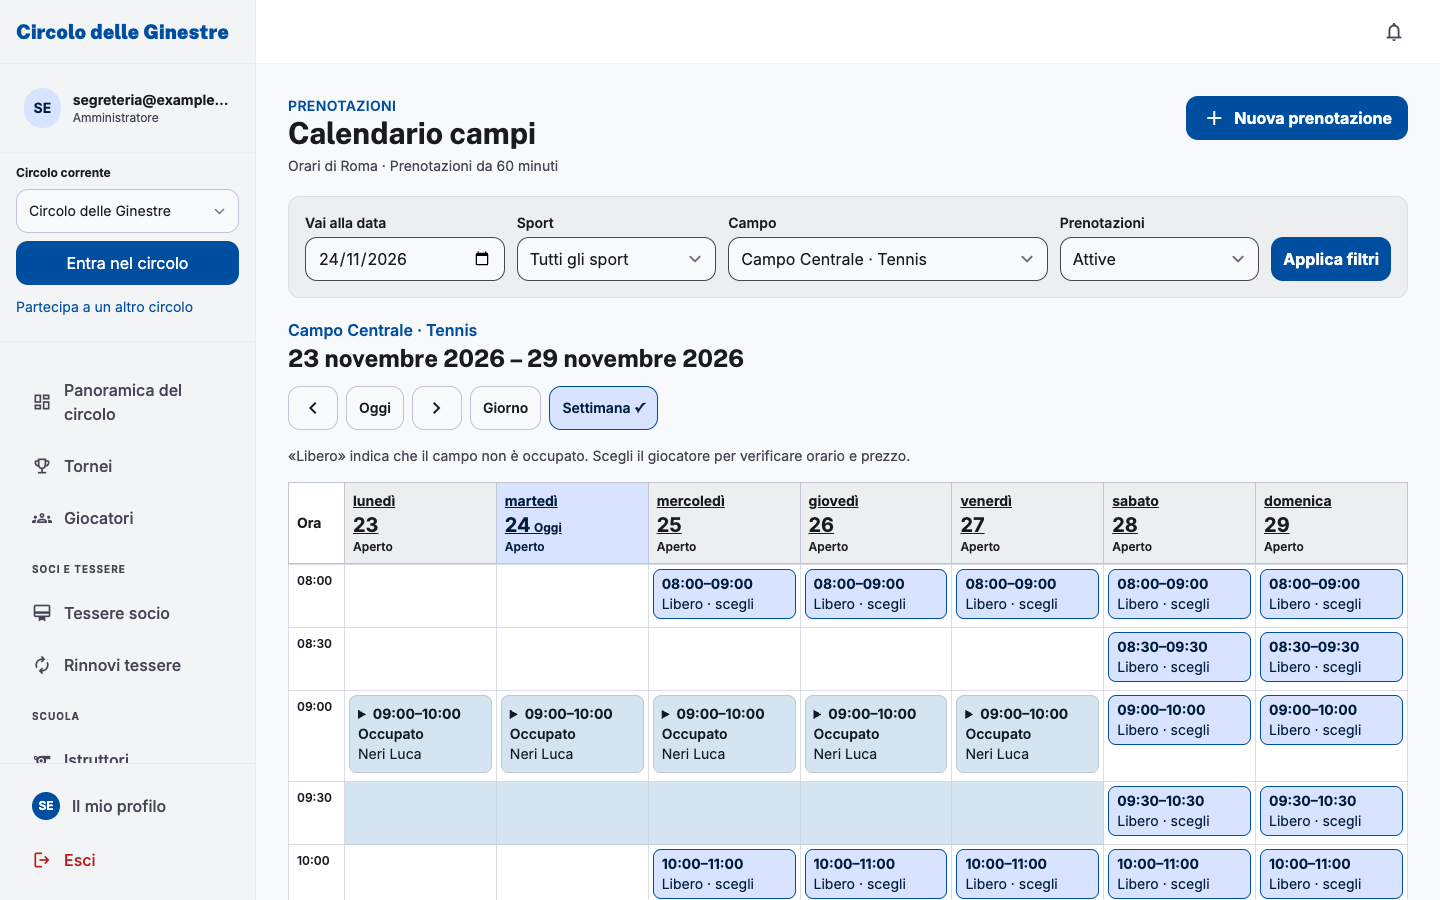 Circolo delle Ginestre
SE
segreteria@example...
Amministratore
Circolo corrente
Circolo delle Ginestre
Entra nel circolo
Partecipa a un altro circolo
Panoramica del
circolo
Tornei
Giocatori
SOCI E TESSERE
Tessere socio
Rinnovi tessere
SCUOLA
Istruttori
SE Il mio profilo
Esci
PRENOTAZIONI
Calendario campi
Orari di Roma · Prenotazioni da 60 minuti
Nuova prenotazione
Vai alla data Sport Campo Prenotazioni
24/11/2026 Tutti gli sport Campo Centrale · Tennis Attive Applica filtri
Campo Centrale · Tennis
23 novembre 2026 – 29 novembre 2026
Oggi Giorno Settimana ✓
«Libero» indica che il campo non è occupato. Scegli il giocatore per verificare orario e prezzo.
Ora
lunedì martedì mercoledì giovedì venerdì sabato domenica
23 24 Oggi 25 26 27 28 29
Aperto Aperto Aperto Aperto Aperto Aperto Aperto
08:00 08:00–09:00 08:00–09:00 08:00–09:00 08:00–09:00 08:00–09:00
Libero · scegli Libero · scegli Libero · scegli Libero · scegli Libero · scegli
08:30 08:30–09:30 08:30–09:30
Libero · scegli Libero · scegli
09:00 09:00–10:00 09:00–10:00 09:00–10:00 09:00–10:00 09:00–10:00 09:00–10:00 09:00–10:00
Occupato Occupato Occupato Occupato Occupato Libero · scegli Libero · scegli
Neri Luca Neri Luca Neri Luca Neri Luca Neri Luca
09:30 09:30–10:30 09:30–10:30
Libero · scegli Libero · scegli
10:00 10:00–11:00 10:00–11:00 10:00–11:00 10:00–11:00 10:00–11:00
Libero · scegli Libero · scegli Libero · scegli Libero · scegli Libero · scegli